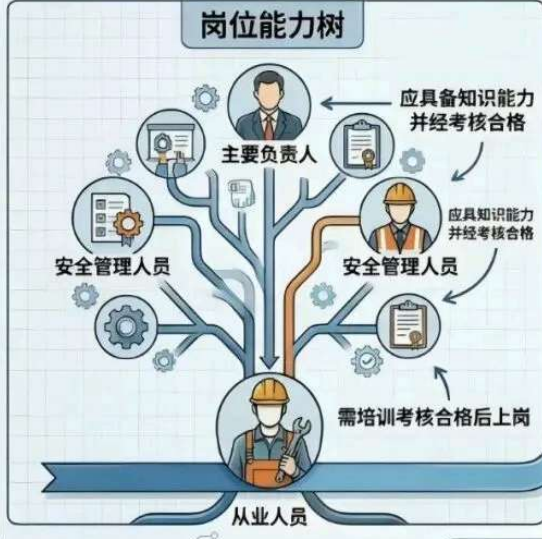 岗位能力树
应具备知识能力
并经考核合格
主要负责人
应具知识能力
并经考核合格
安全管理人员
安全管理人员
需培训考核合格后上岗
从业人员